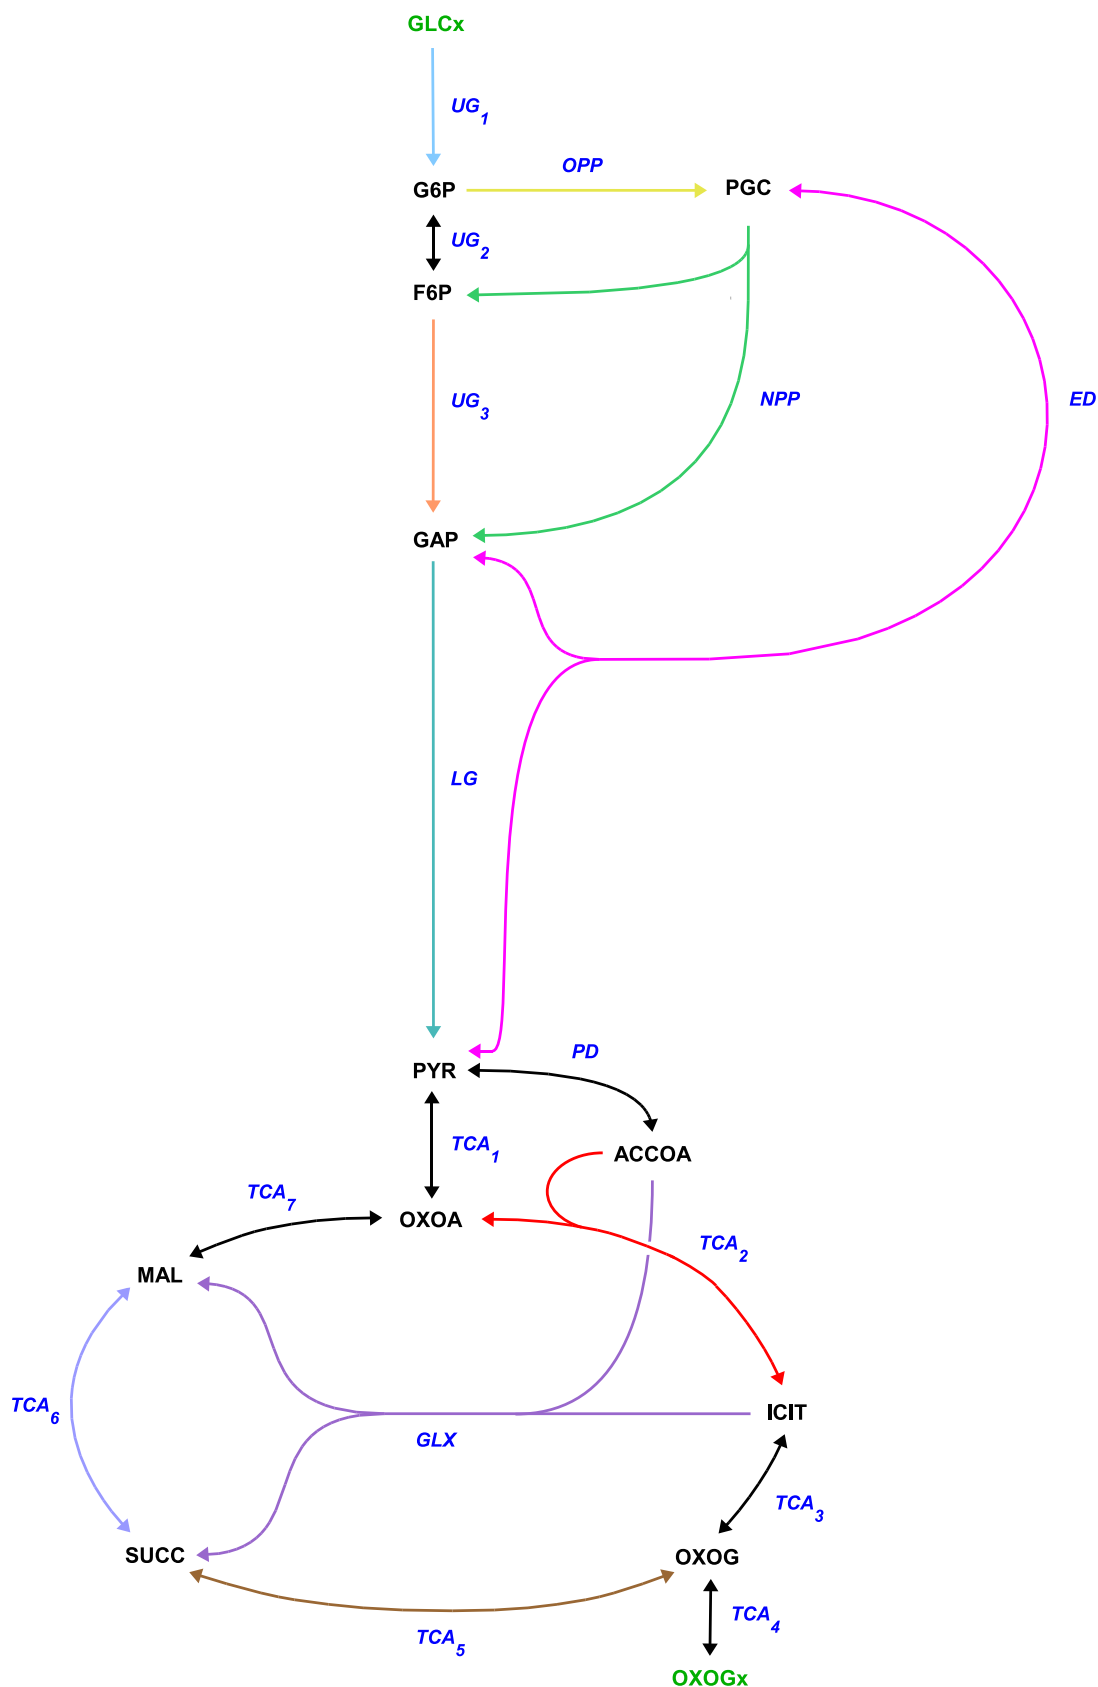 GLCx
UG1
OPP
G6P
PGC
UG2
F6P
UG3
NPP
ED
GAP
LG
PD
PYR
TCA1
ACCOA
TCA7
OXOA
TCA2
MAL
TCA6
ICIT
GLX
TCA3
SUCC
OXOG
TCA4
TCA5
OXOGx